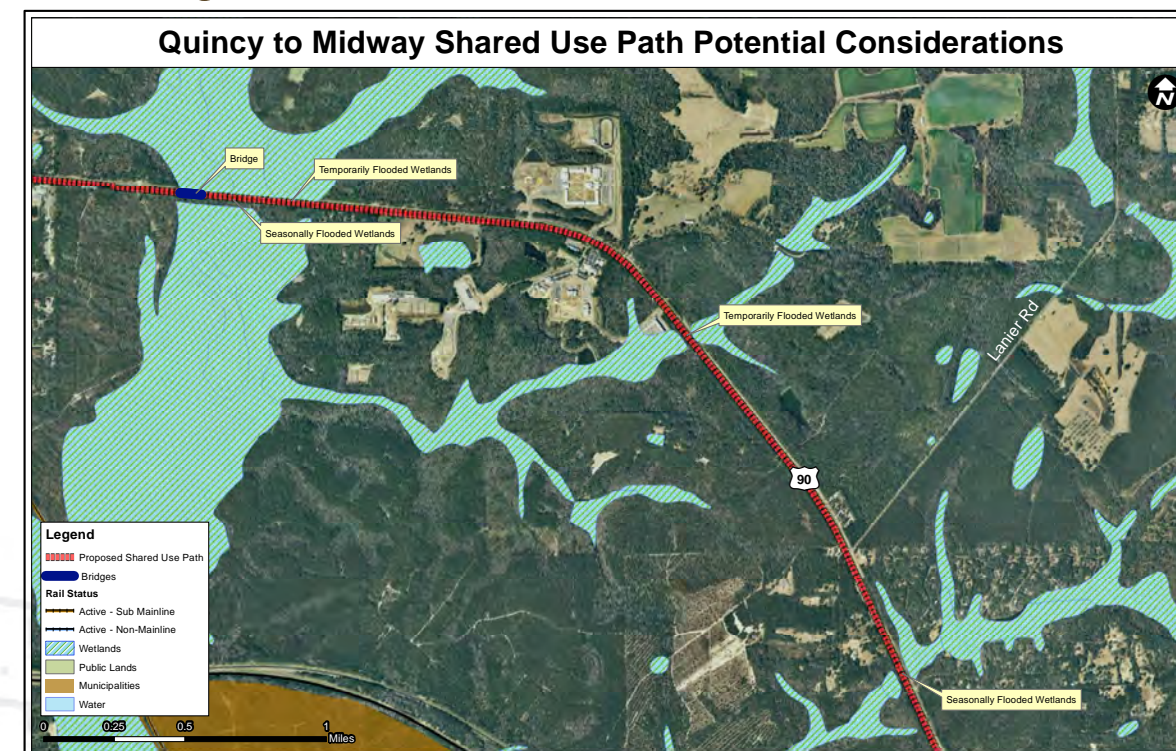 Quincy to Midway Shared Use Path Potential Considerations
N
Bridge
Temporarily Flooded Wetlands
Seasonally Flooded Wetlands
Temporarily Flooded Wetlands
Lanier Rd
90
Seasonally Flooded Wetlands
Legend
Proposed Shared Use Path
Bridges
Rail Status
Active - Sub Mainline
Active - Non-Mainline
Wetlands
Public Lands
Municipalities
Water
0 0.25 0.5 1
Miles